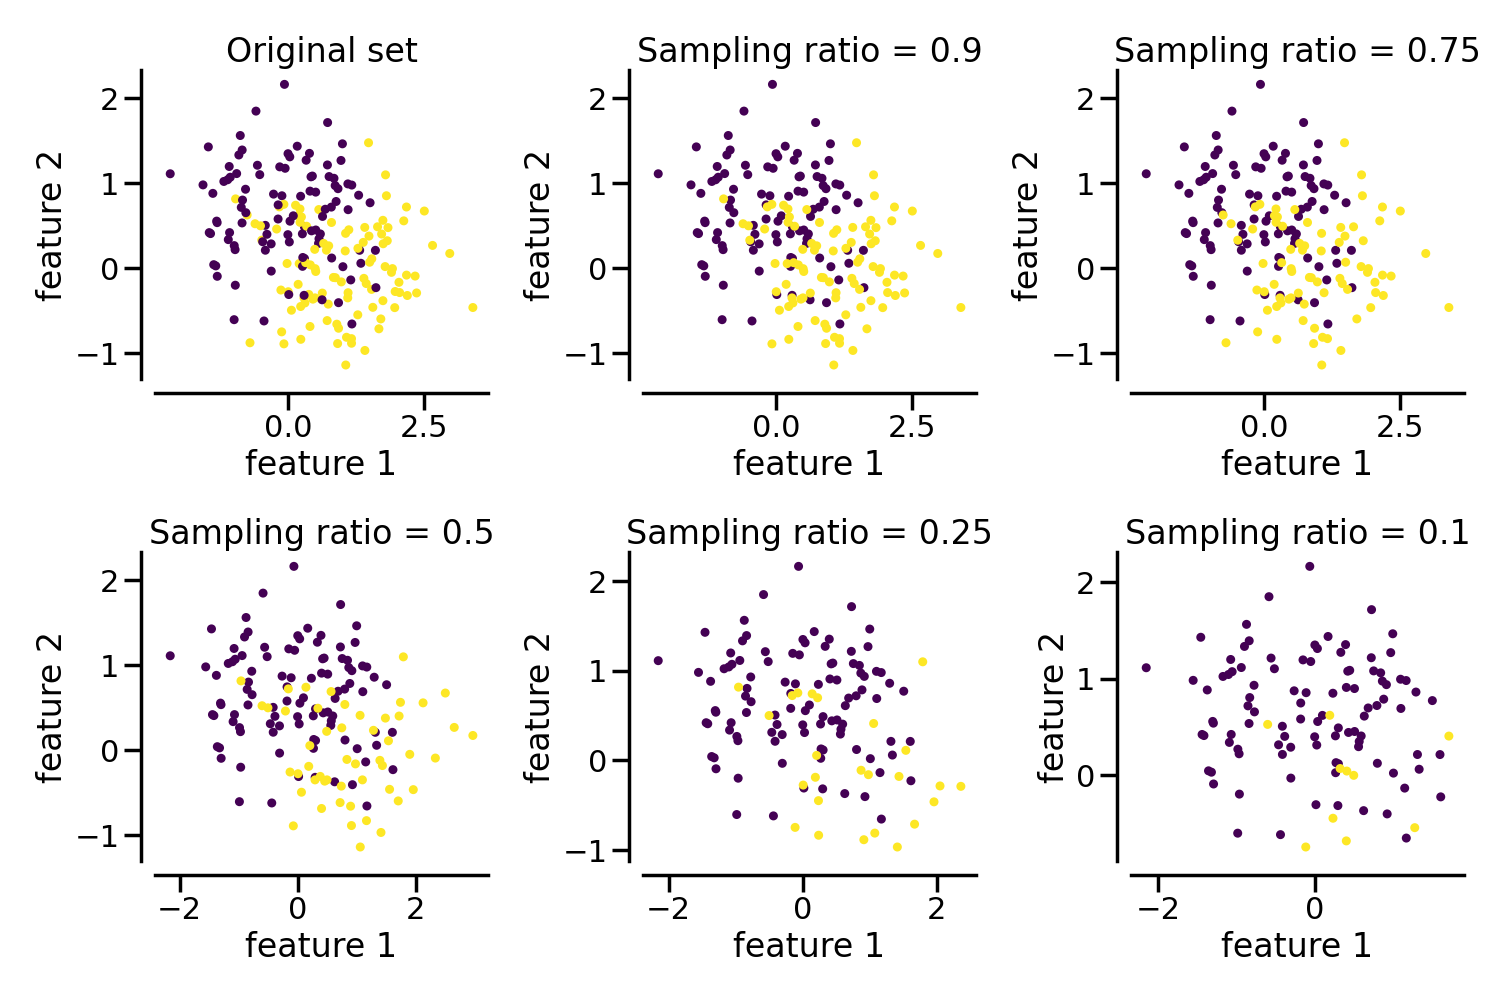 Original set
Sampling ratio = 0.9
Sampling ratio = 0.75
2
1
0
−1
feature 2
0.0
2.5
feature 1
2
1
0
−1
feature 2
0.0
2.5
feature 1
2
1
0
−1
feature 2
0.0
2.5
feature 1
Sampling ratio = 0.5
Sampling ratio = 0.25
Sampling ratio = 0.1
2
1
0
−1
feature 2
−2
0
2
feature 1
2
1
0
−1
feature 2
−2
0
2
feature 1
2
1
0
feature 2
−2
0
feature 1